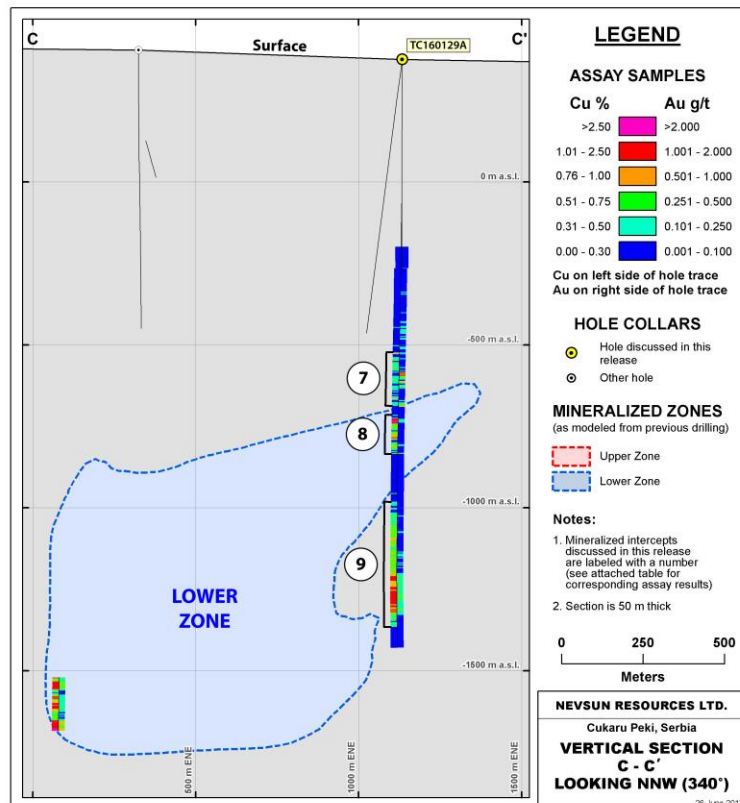 C
Surface
TC160129A
C'
0 m a.s.l.
-500 m a.s.l.
7
8
-1000 m a.s.l.
9
LOWER
ZONE
-1500 m a.s.l.
500 m ENE
1000 m ENE
1500 m ENE
LEGEND
ASSAY SAMPLES
Cu % Au g/t
>2.50 >2.000
1.01 - 2.50 1.001 - 2.000
0.76 - 1.00 0.501 - 1.000
0.51 - 0.75 0.251 - 0.500
0.31 - 0.50 0.101 - 0.250
0.00 - 0.30 0.001 - 0.100
Cu on left side of hole trace
Au on right side of hole trace
HOLE COLLARS
Hole discussed in this
release
Other hole
MINERALIZED ZONES
(as modeled from previous drilling)
Upper Zone
Lower Zone
Notes:
1. Mineralized intercepts
discussed in this release
are labeled with a number
(see attached table for
corresponding assay results)
2. Section is 50 m thick
0 250 500
Meters
NEVSUN RESOURCES LTD.
Cukaru Peki, Serbia
VERTICAL SECTION
C - C'
LOOKING NNW (340°)